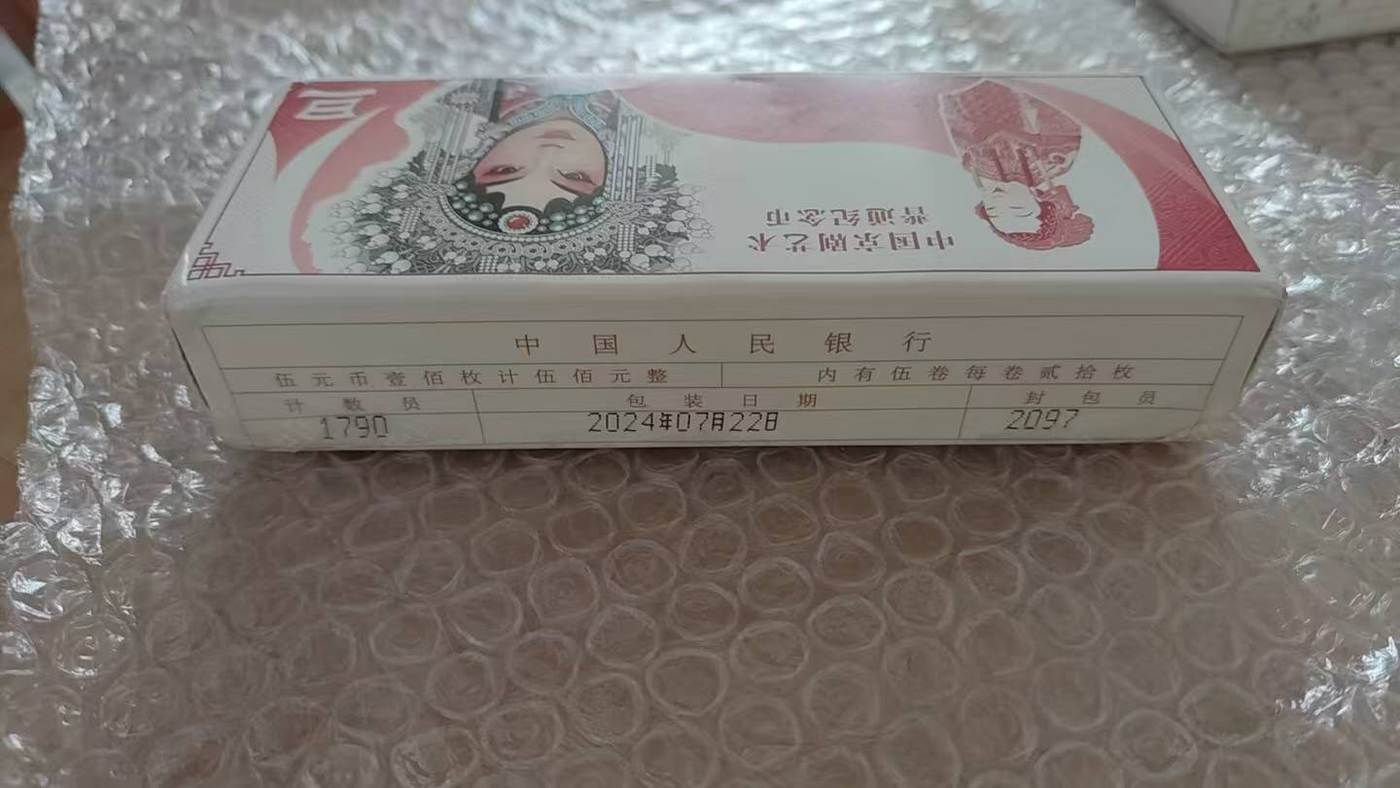 旦
中国京剧艺术
普通纪念币
中国人民银行
伍元币壹佰枚计伍佰元整 内有伍卷每卷贰拾枚
计数员 包装日期 封包员
1790 2024年07月22日 2097